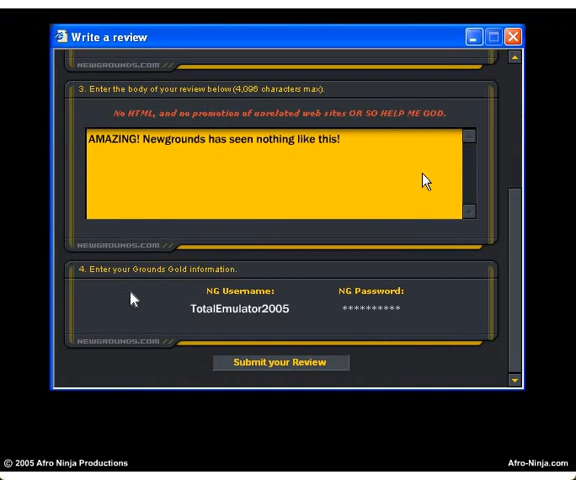 Write a review
NEWGROUNDS.COM //
3. Enter the body of your review below (4,096 characters max).
No HTML, and no promotion of unrelated web sites OR SO HELP ME GOD.
AMAZING! Newgrounds has seen nothing like this!
NEWGROUNDS.COM //
4. Enter your Grounds Gold information.
NG Username: NG Password:
TotalEmulator2005 **********
NEWGROUNDS.COM //
Submit your Review
© 2005 Afro Ninja Productions Afro-Ninja.com